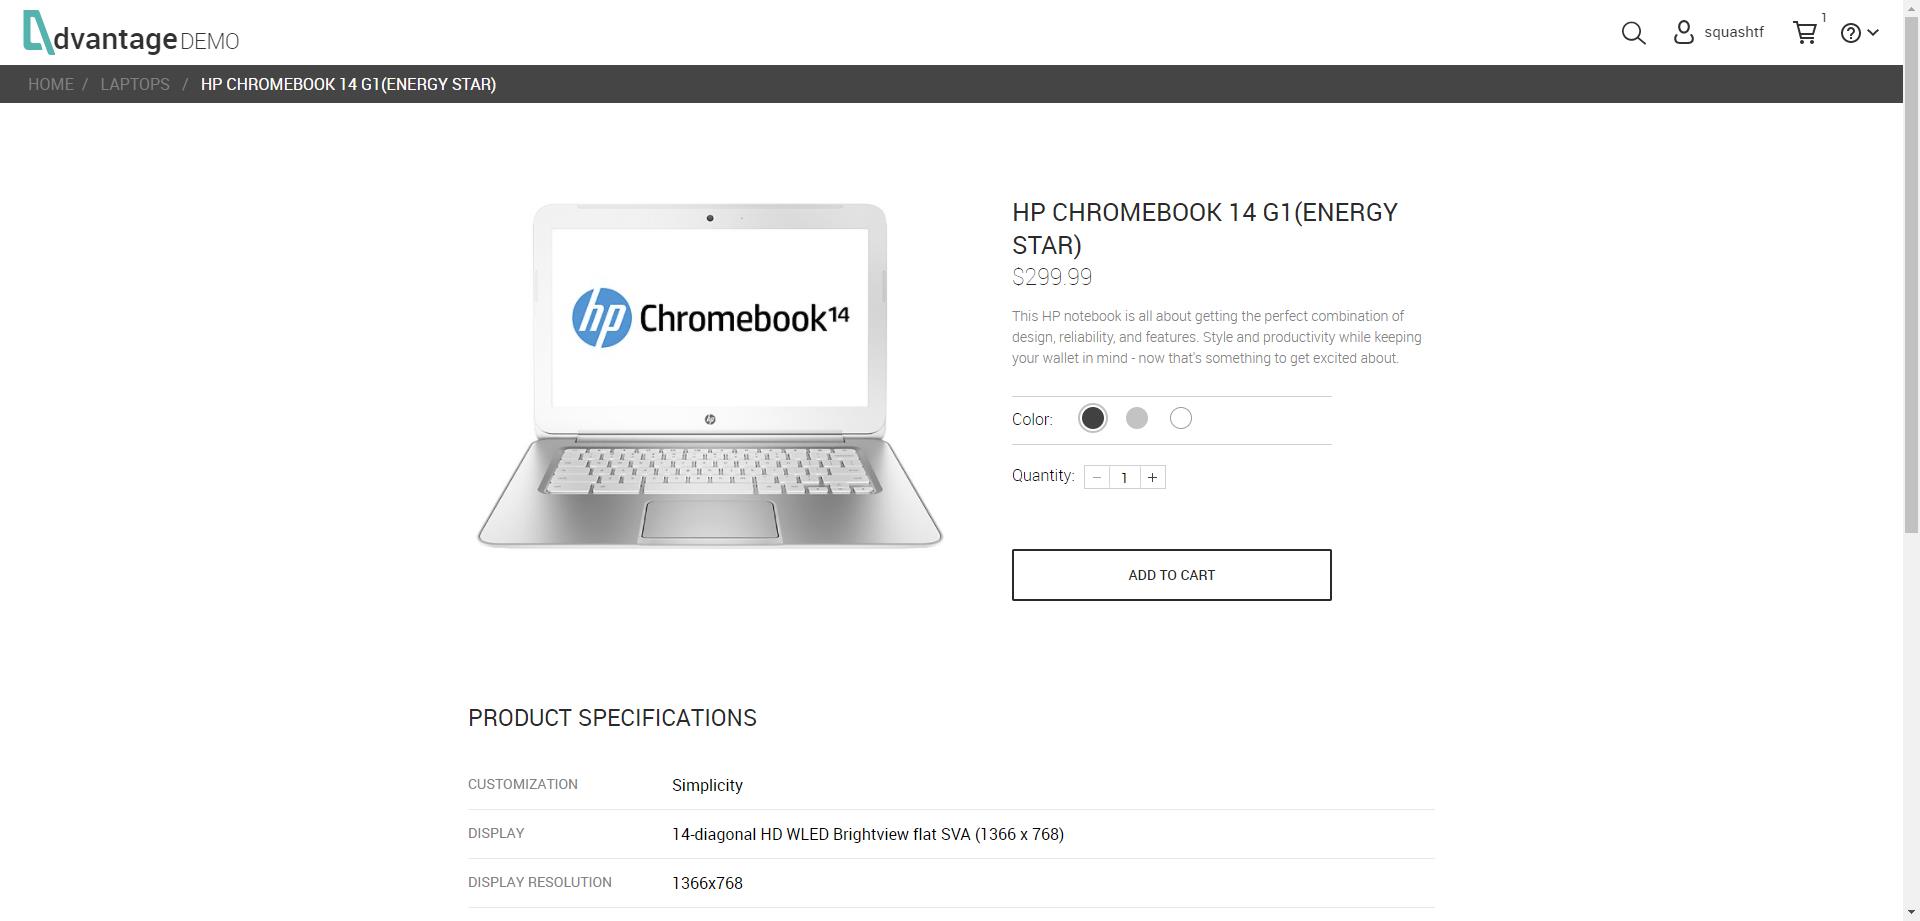 dvantage DEMO
squashtf
1
HOME / LAPTOPS / HP CHROMEBOOK 14 G1(ENERGY STAR)
hp Chromebook14
hp
HP CHROMEBOOK 14 G1(ENERGY
STAR)
$299.99
This HP notebook is all about getting the perfect combination of
design, reliability, and features. Style and productivity while keeping
your wallet in mind - now that's something to get excited about.
Color:
Quantity: − 1 +
ADD TO CART
PRODUCT SPECIFICATIONS
CUSTOMIZATION Simplicity
DISPLAY 14-diagonal HD WLED Brightview flat SVA (1366 x 768)
DISPLAY RESOLUTION 1366x768